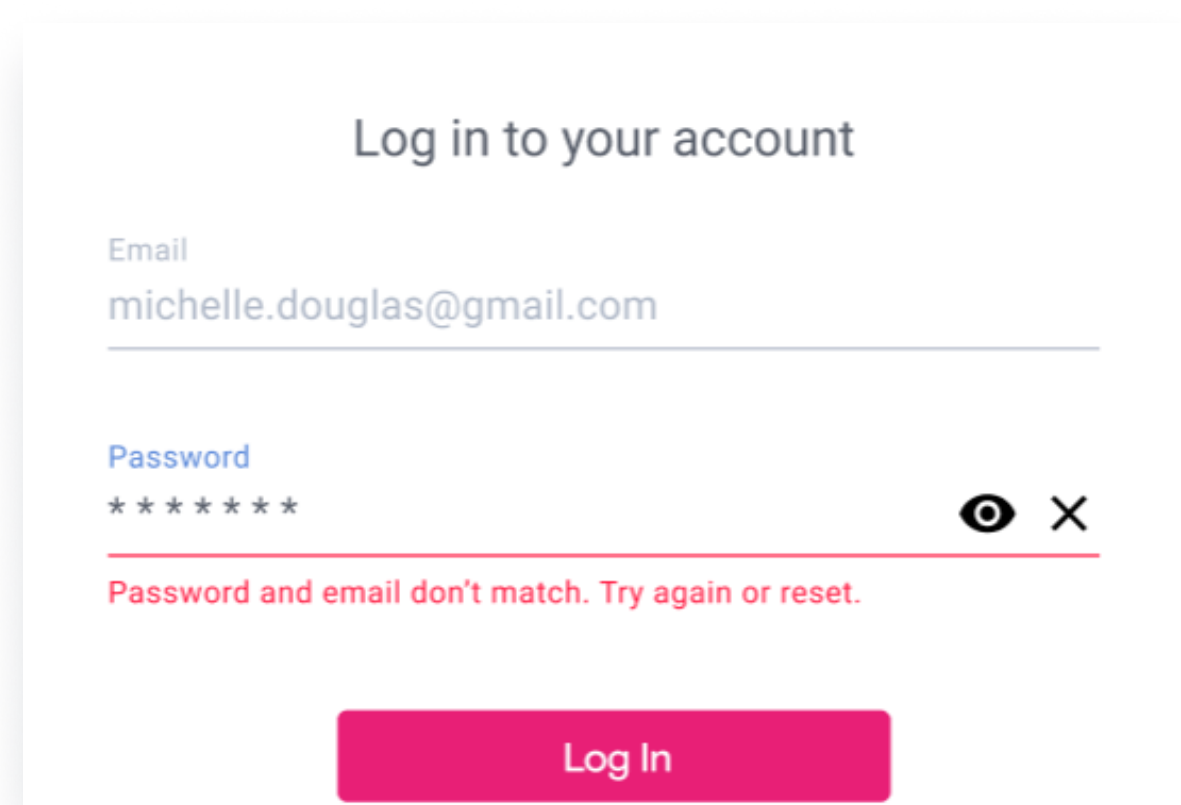 Log in to your account
Email
michelle.douglas@gmail.com
Password
* * * * * * *
Password and email don’t match. Try again or reset.
Log In